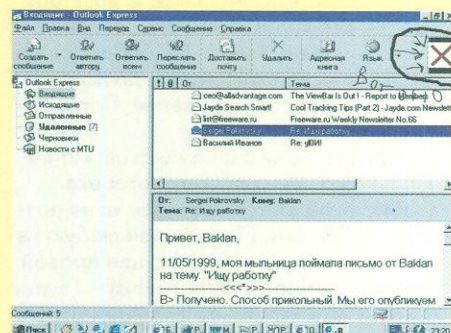 Входящие - Outlook Express
Файл Правка Вид Переход Сервис Сообщение Справка
Создать сообщение Ответить автору Ответить всем Переслать сообщение Доставить почту Удалить Адресная книга Язык
Outlook Express
Входящие
Исходящие
Отправленные
Удаленные (7)
Черновики
Новости с MTU
От Тема
ceo@alladvantage.com The ViewBar Is Out! - Report to Members
Jayde Search Smart! Cool Tracking Tips (Part 2) - Jayde.com Newslett
list@freeware.ru Freeware.ru Weekly Newsletter No.66
Sergei Pokrovsky Re: Ищу работку
Василий Иванов Re: уЮИ!
От: Sergei Pokrovsky Кому: Baklan
Тема: Re: Ищу работку
Привет, Baklan,
11/05/1999, моя мыльница поймала письмо от Baklan
на тему: "Ищу работку"
-----------------------<<<*>>>-----------------------
B> Получено. Способ прикольный. Мы его опубликуем
Сообщений: 5
Пуск 23:20